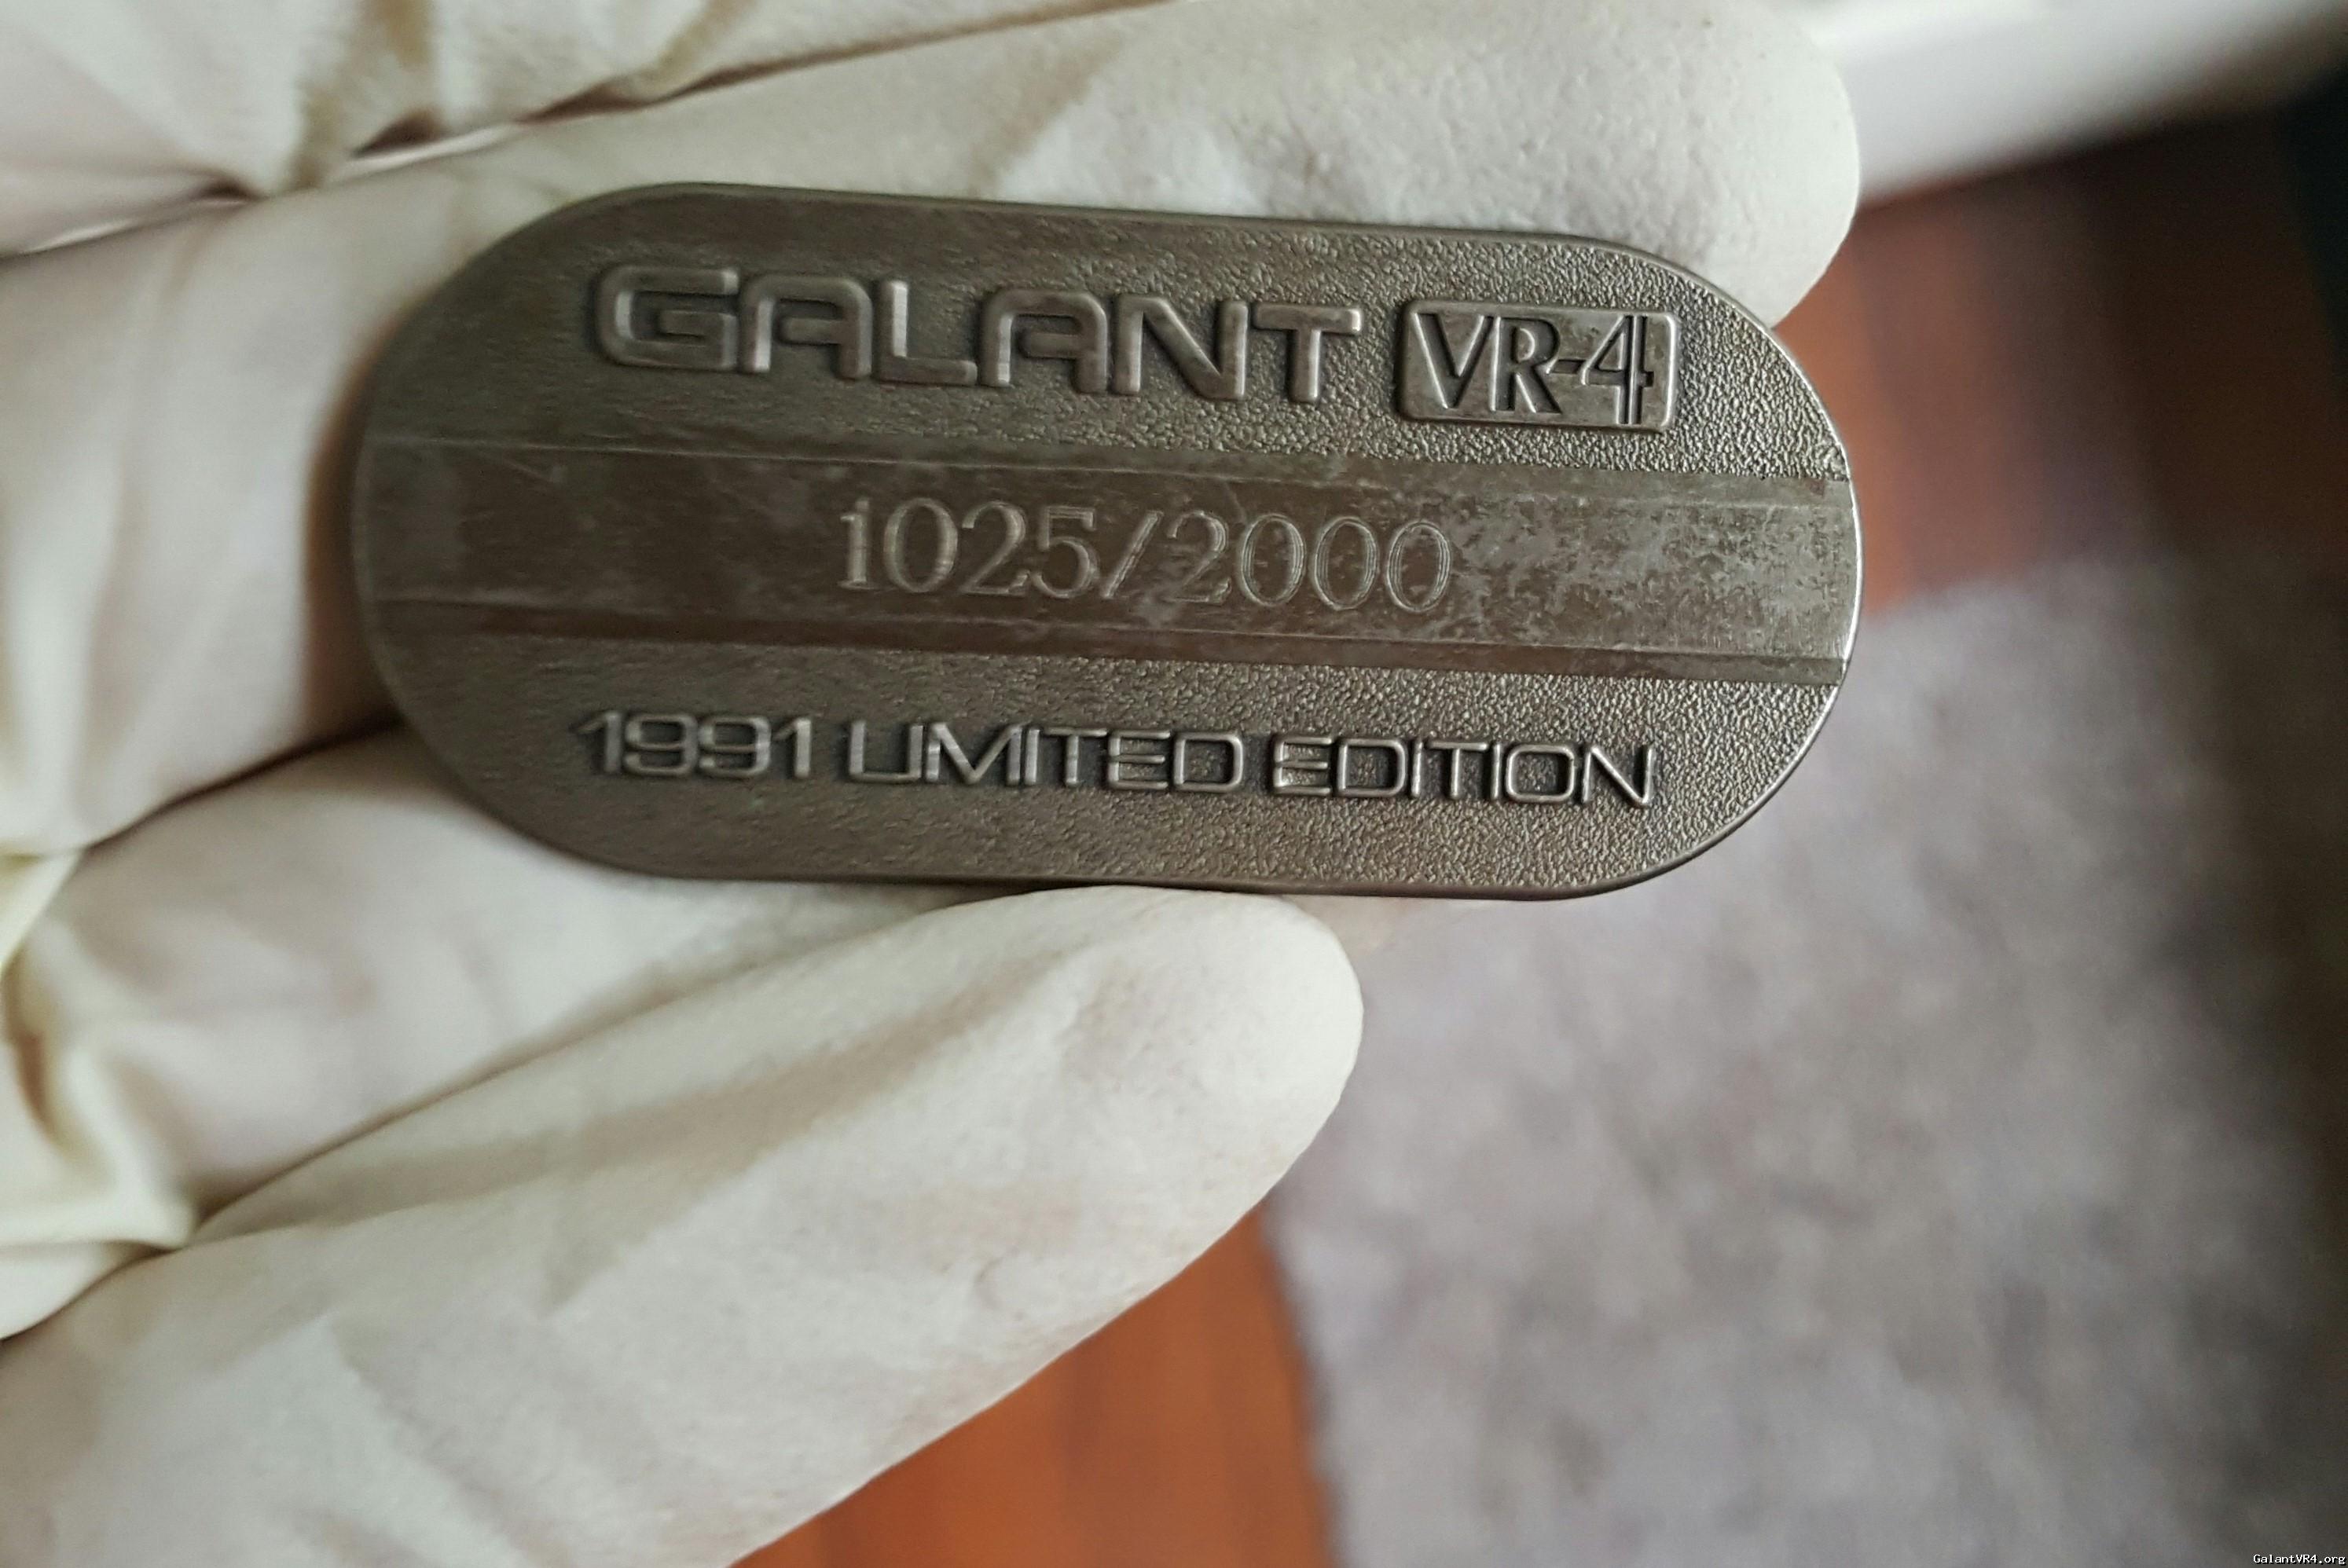 GALANT VR-4
1025/2000
1991 LIMITED EDITION
GalantVR4.org